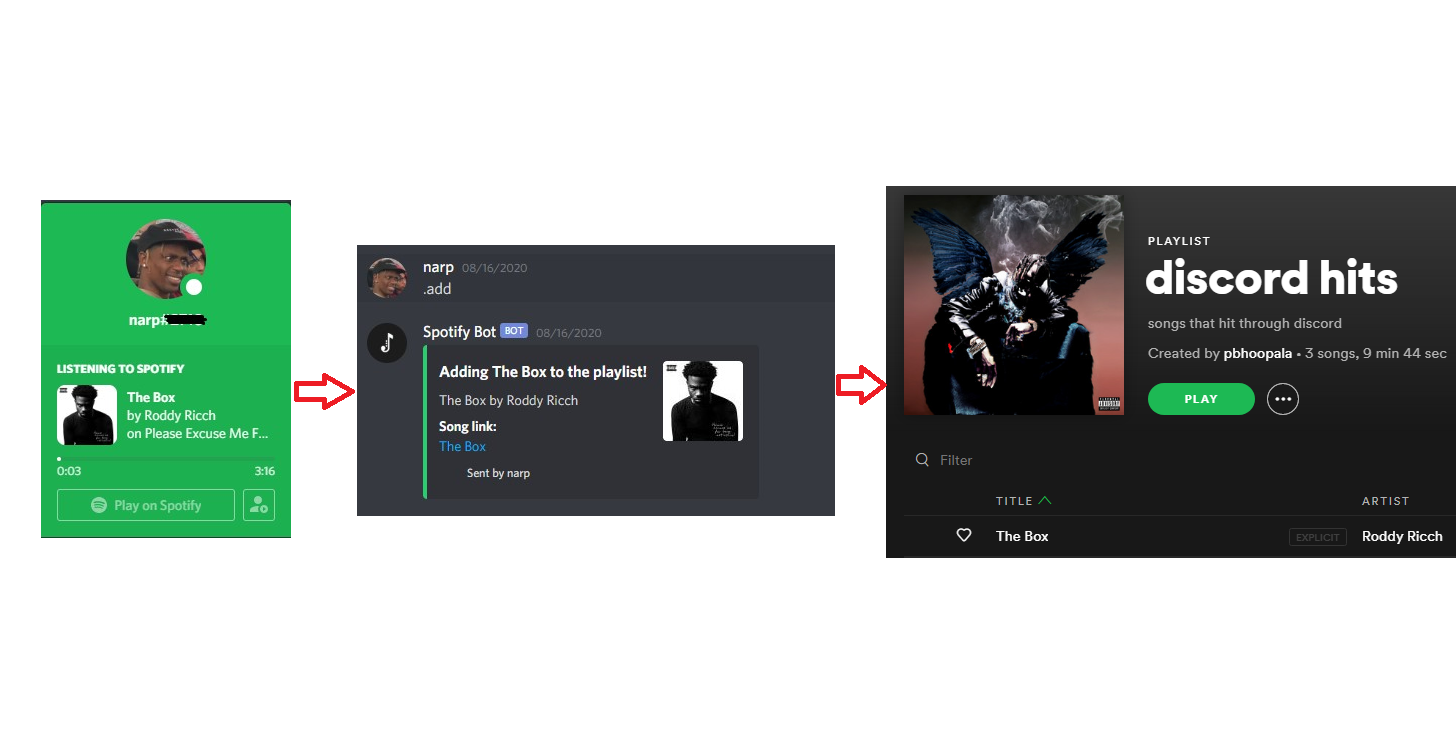 narp#
LISTENING TO SPOTIFY
The Box
by Roddy Ricch
on Please Excuse Me F...
0:03 3:16
Play on Spotify
narp 08/16/2020
.add
Spotify Bot BOT 08/16/2020
Adding The Box to the playlist!
The Box by Roddy Ricch
Song link:
The Box
Sent by narp
PLAYLIST
discord hits
songs that hit through discord
Created by pbhoopala • 3 songs, 9 min 44 sec
PLAY
Filter
TITLE ARTIST
The Box EXPLICIT Roddy Ricch